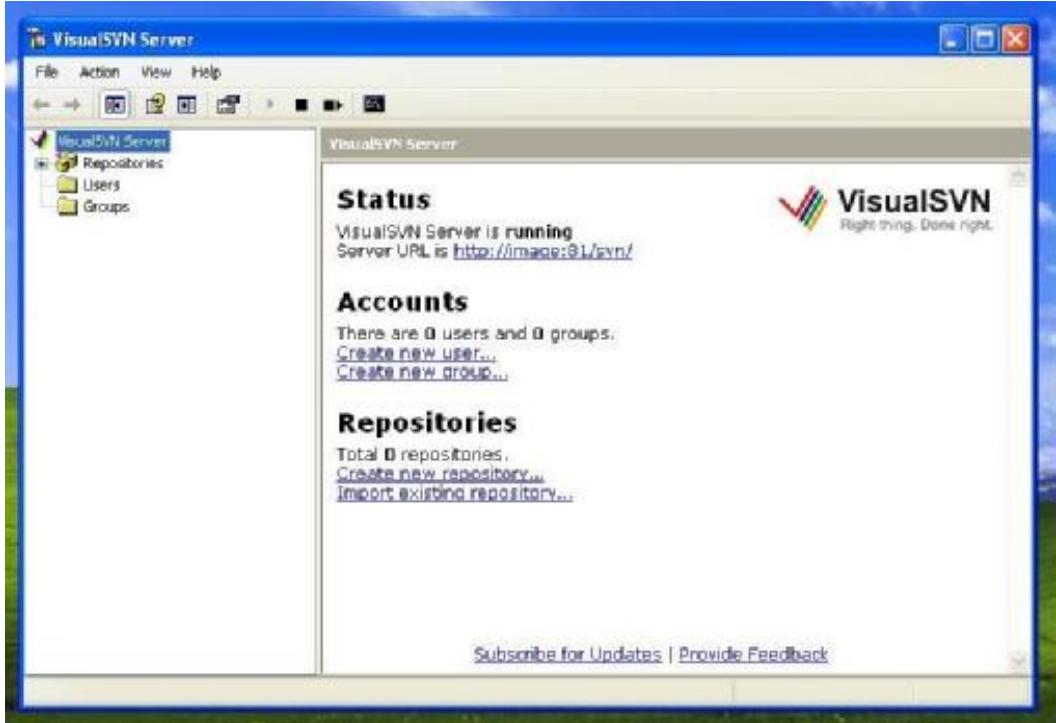 VisualSVN Server
File Action View Help
VisualSVN Server
Repositories
Users
Groups
VisualSVN Server
Status
VisualSVN Server is running
Server URL is http://image:81/svn/
VisualSVN
Right thing. Done right.
Accounts
There are 0 users and 0 groups.
Create new user...
Create new group...
Repositories
Total 0 repositories.
Create new repository...
Import existing repository...
Subscribe for Updates | Provide Feedback